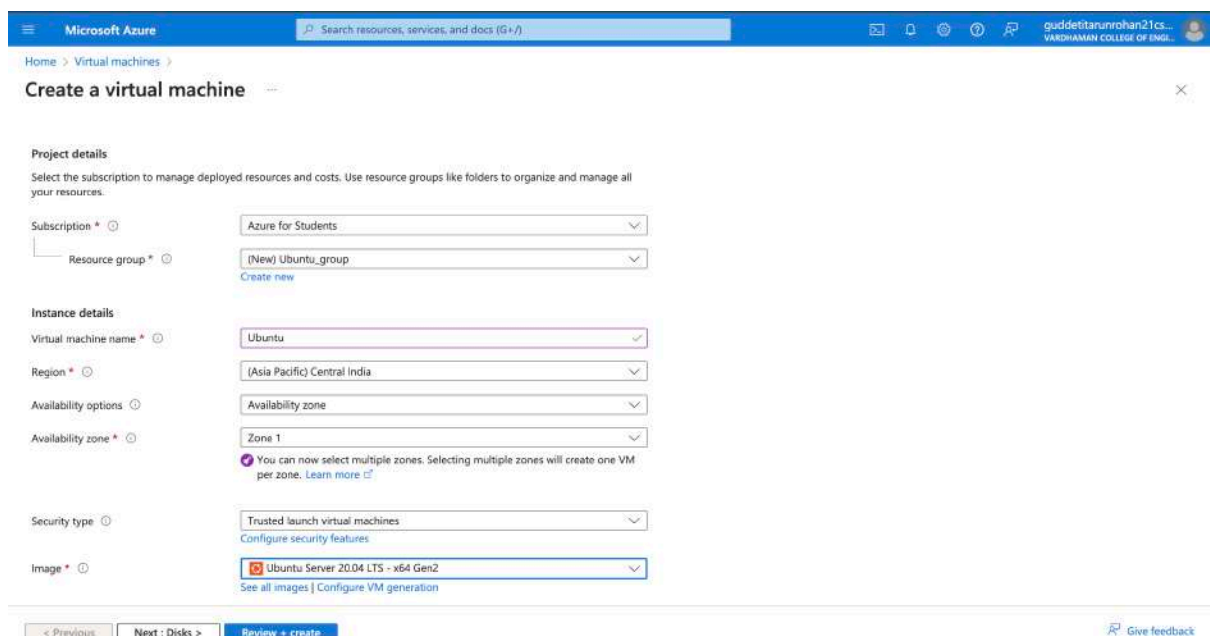 Microsoft Azure
Search resources, services, and docs (G+/)
guddetitarunrohan21cs...
VARDHAMAN COLLEGE OF ENGI...
Home > Virtual machines >
Create a virtual machine ...
Project details
Select the subscription to manage deployed resources and costs. Use resource groups like folders to organize and manage all
your resources.
Subscription *
Azure for Students
Resource group *
(New) Ubuntu_group
Create new
Instance details
Virtual machine name *
Ubuntu
Region *
(Asia Pacific) Central India
Availability options
Availability zone
Availability zone *
Zone 1
You can now select multiple zones. Selecting multiple zones will create one VM
per zone. Learn more
Security type
Trusted launch virtual machines
Configure security features
Image *
Ubuntu Server 20.04 LTS - x64 Gen2
See all images | Configure VM generation
< Previous
Next : Disks >
Review + create
Give feedback